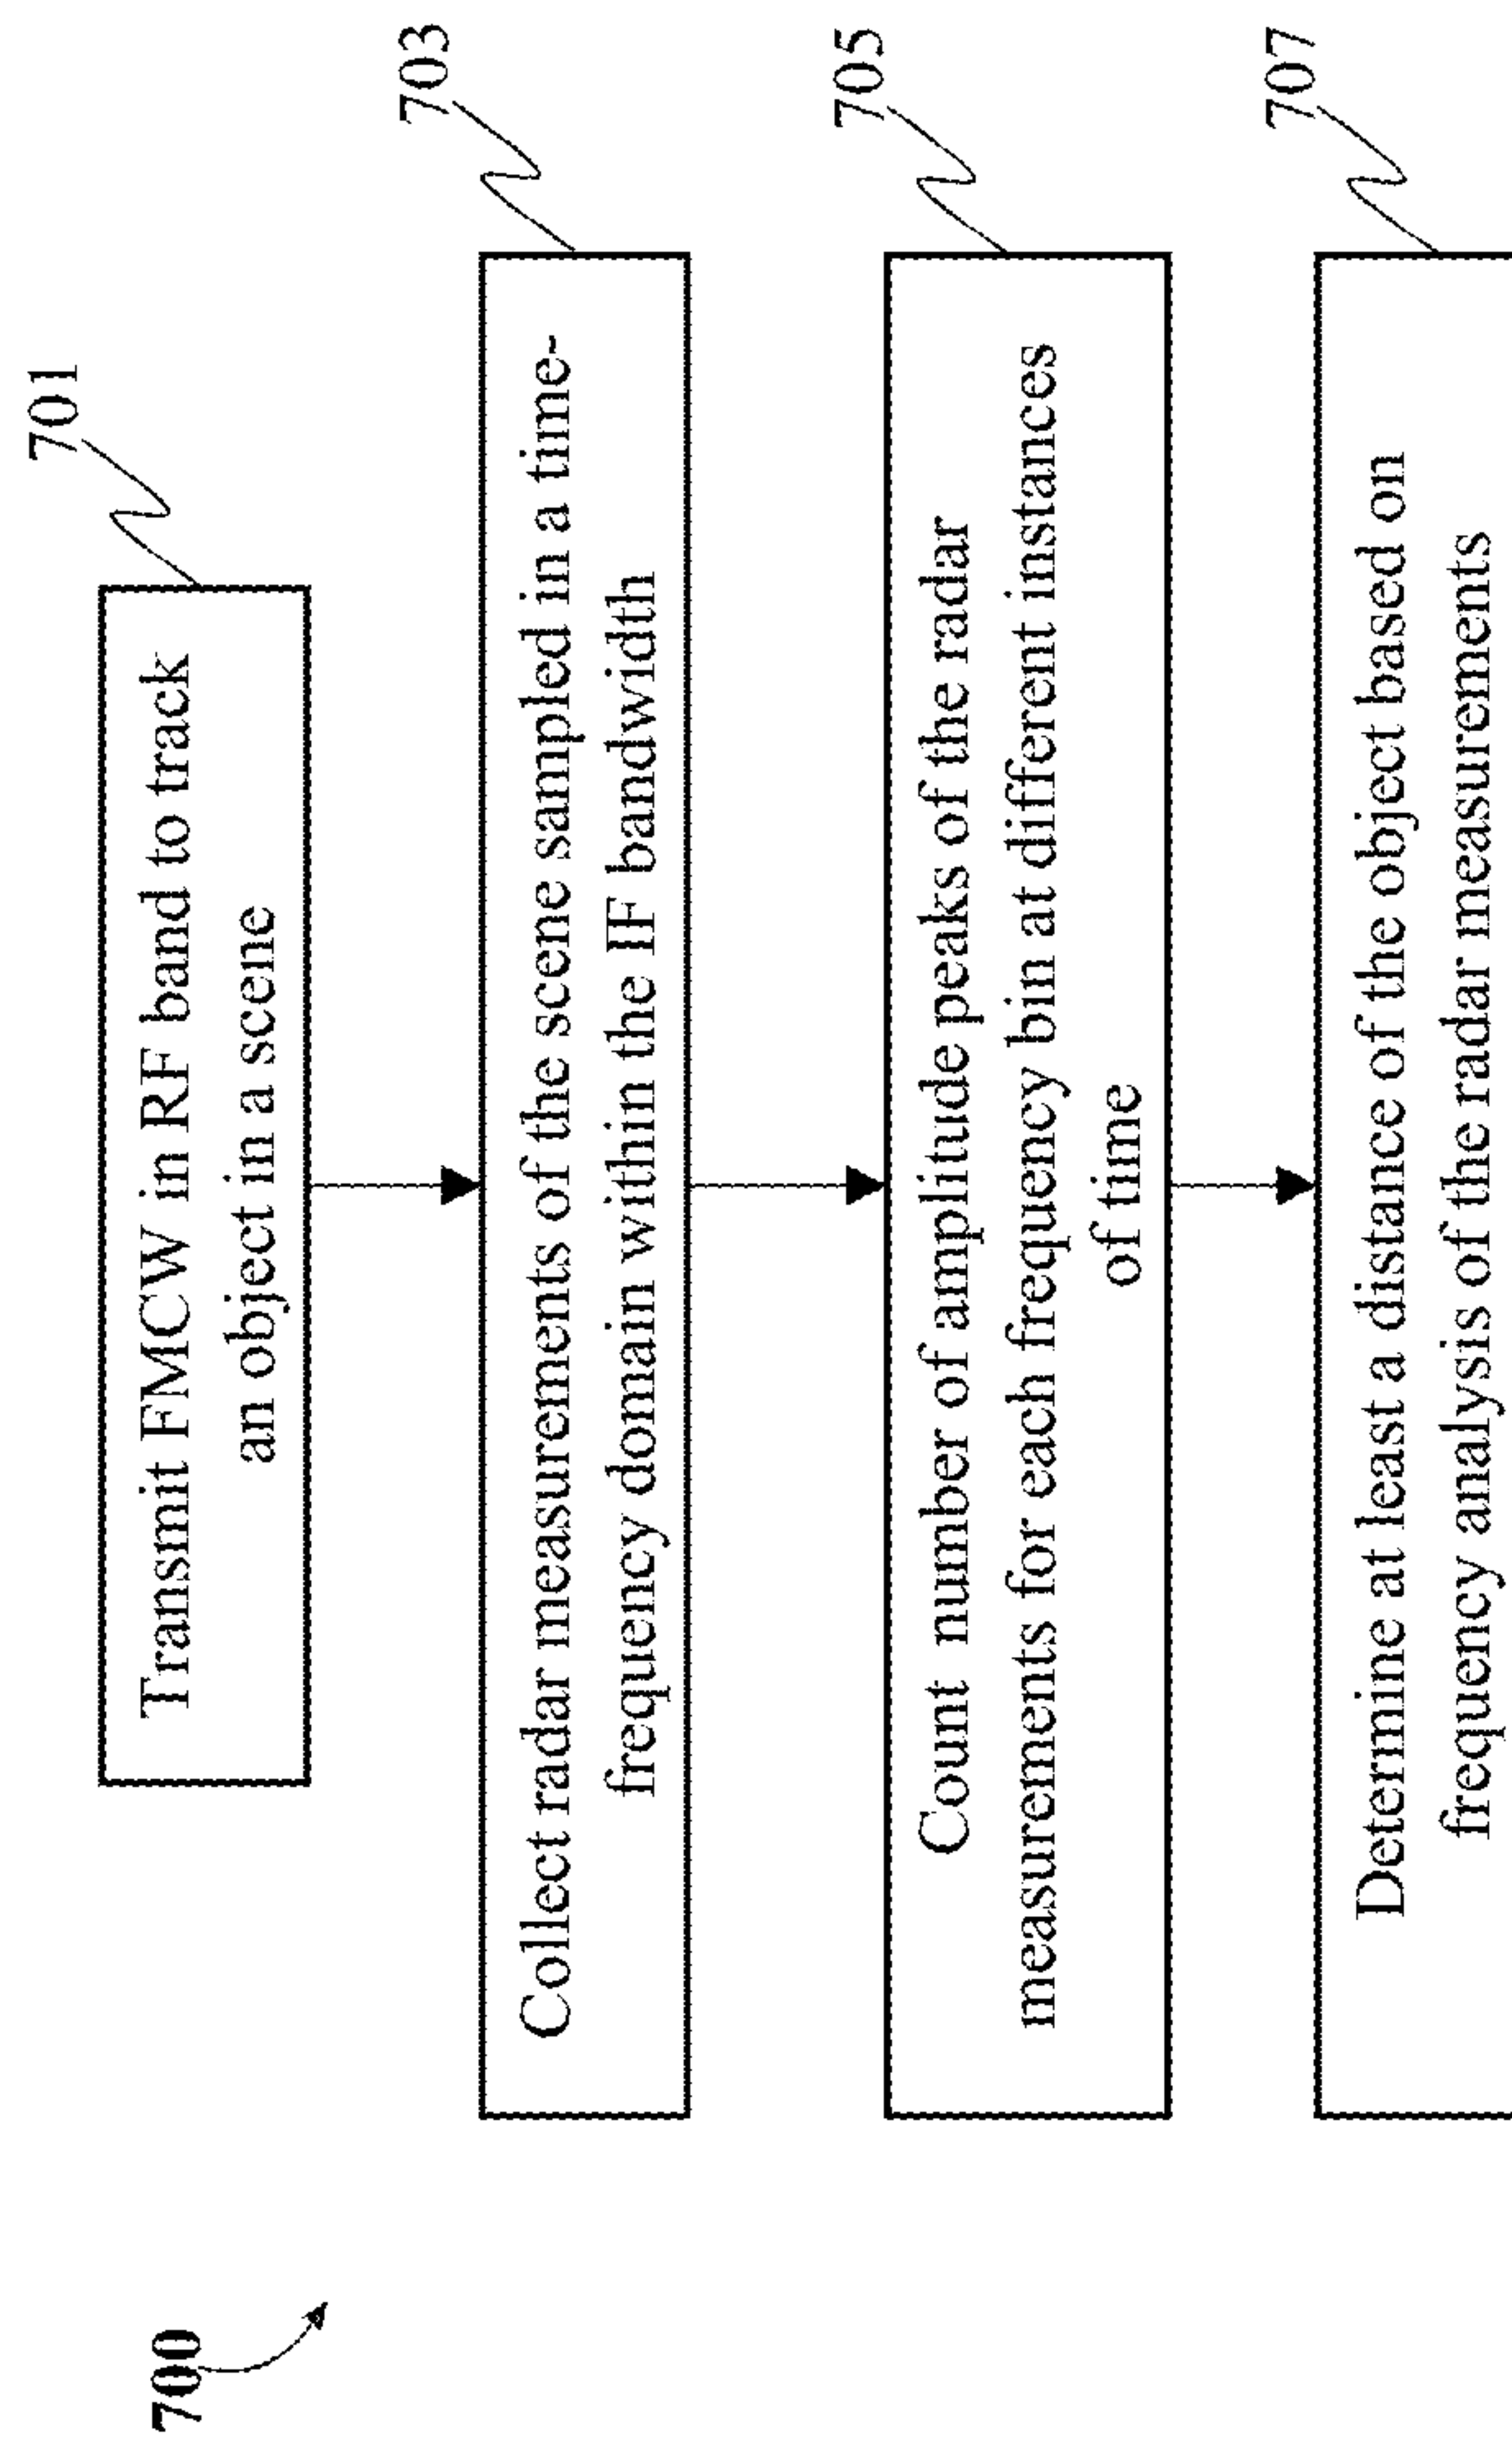 700
701
Transmit FMCW in RF band to track
an object in a scene
703
Collect radar measurements of the scene sampled in a time-
frequency domain within the IF bandwidth
705
Count number of amplitude peaks of the radar
measurements for each frequency bin at different instances
of time
707
Determine at least a distance of the object based on
frequency analysis of the radar measurements